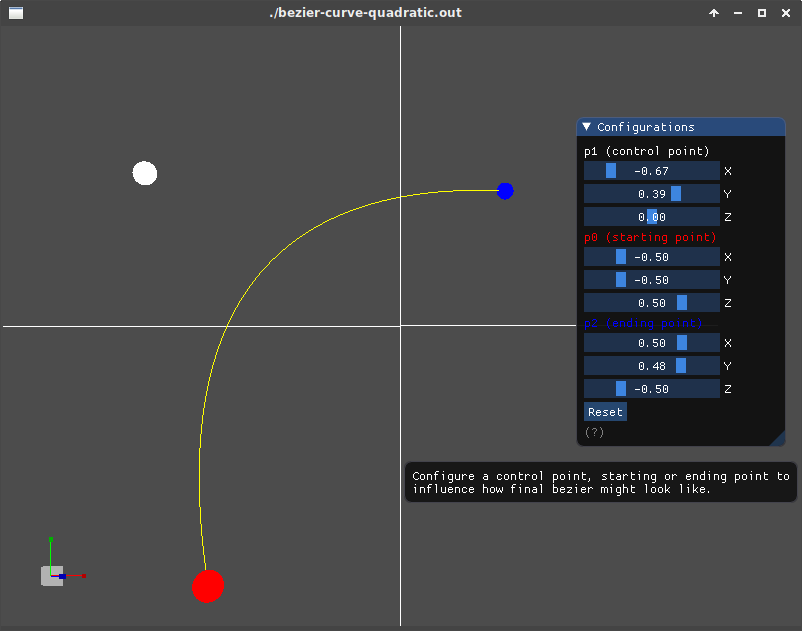 ./bezier-curve-quadratic.out
Configurations
p1 (control point)
-0.67 X
0.39 Y
0.00 Z
p0 (starting point)
-0.50 X
-0.50 Y
0.50 Z
p2 (ending point)
0.50 X
0.48 Y
-0.50 Z
Reset
(?)
Configure a control point, starting or ending point to
influence how final bezier might look like.